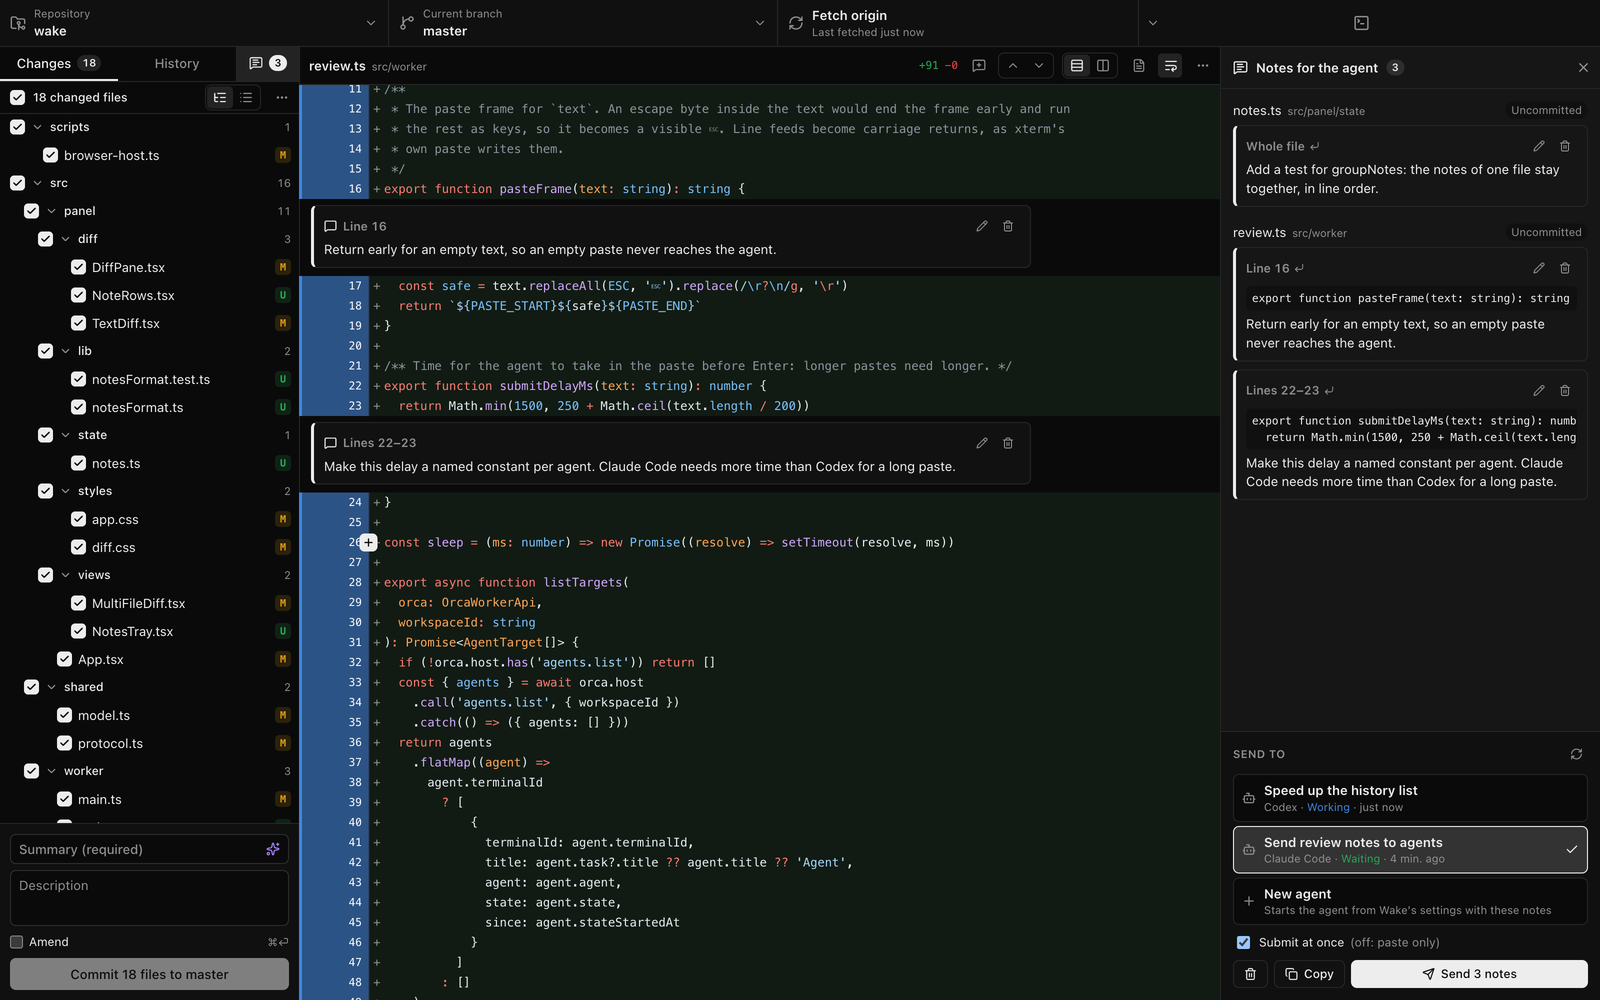 Repository
wake
Current branch
master
Fetch origin
Last fetched just now
Changes 18
History
3
18 changed files
scripts 1
browser-host.ts M
src 16
panel 11
diff 3
DiffPane.tsx M
NoteRows.tsx U
TextDiff.tsx M
lib 2
notesFormat.test.ts U
notesFormat.ts U
state 1
notes.ts U
styles 2
app.css M
diff.css M
views 2
MultiFileDiff.tsx M
NotesTray.tsx U
App.tsx M
shared 2
model.ts M
protocol.ts M
worker 3
main.ts M
Summary (required)
Description
Amend ⌘↵
Commit 18 files to master
review.ts src/worker +91 −0
11 +/**
12 + * The paste frame for `text`. An escape byte inside the text would end the frame early and run
13 + * the rest as keys, so it becomes a visible ␛. Line feeds become carriage returns, as xterm's
14 + * own paste writes them.
15 + */
16 +export function pasteFrame(text: string): string {
Line 16
Return early for an empty text, so an empty paste never reaches the agent.
17 +  const safe = text.replaceAll(ESC, '␛').replace(/\r?\n/g, '\r')
18 +  return `${PASTE_START}${safe}${PASTE_END}`
19 +}
20 +
21 +/** Time for the agent to take in the paste before Enter: longer pastes need longer. */
22 +export function submitDelayMs(text: string): number {
23 +  return Math.min(1500, 250 + Math.ceil(text.length / 200))
Lines 22–23
Make this delay a named constant per agent. Claude Code needs more time than Codex for a long paste.
24 +}
25 +
26 +const sleep = (ms: number) => new Promise((resolve) => setTimeout(resolve, ms))
27 +
28 +export async function listTargets(
29 +  orca: OrcaWorkerApi,
30 +  workspaceId: string
31 +): Promise<AgentTarget[]> {
32 +  if (!orca.host.has('agents.list')) return []
33 +  const { agents } = await orca.host
34 +    .call('agents.list', { workspaceId })
35 +    .catch(() => ({ agents: [] }))
36 +  return agents
37 +    .flatMap((agent) =>
38 +      agent.terminalId
39 +        ? [
40 +            {
41 +              terminalId: agent.terminalId,
42 +              title: agent.task?.title ?? agent.title ?? 'Agent',
43 +              agent: agent.agent,
44 +              state: agent.state,
45 +              since: agent.stateStartedAt
46 +            }
47 +          ]
48 +        : []
Notes for the agent 3
notes.ts src/panel/state Uncommitted
Whole file ↵
Add a test for groupNotes: the notes of one file stay
together, in line order.
review.ts src/worker Uncommitted
Line 16 ↵
export function pasteFrame(text: string): string
Return early for an empty text, so an empty paste
never reaches the agent.
Lines 22–23 ↵
export function submitDelayMs(text: string): numb
return Math.min(1500, 250 + Math.ceil(text.leng
Make this delay a named constant per agent. Claude
Code needs more time than Codex for a long paste.
SEND TO
Speed up the history list
Codex · Working · just now
Send review notes to agents
Claude Code · Waiting · 4 min. ago
New agent
Starts the agent from Wake's settings with these notes
Submit at once (off: paste only)
Copy
Send 3 notes